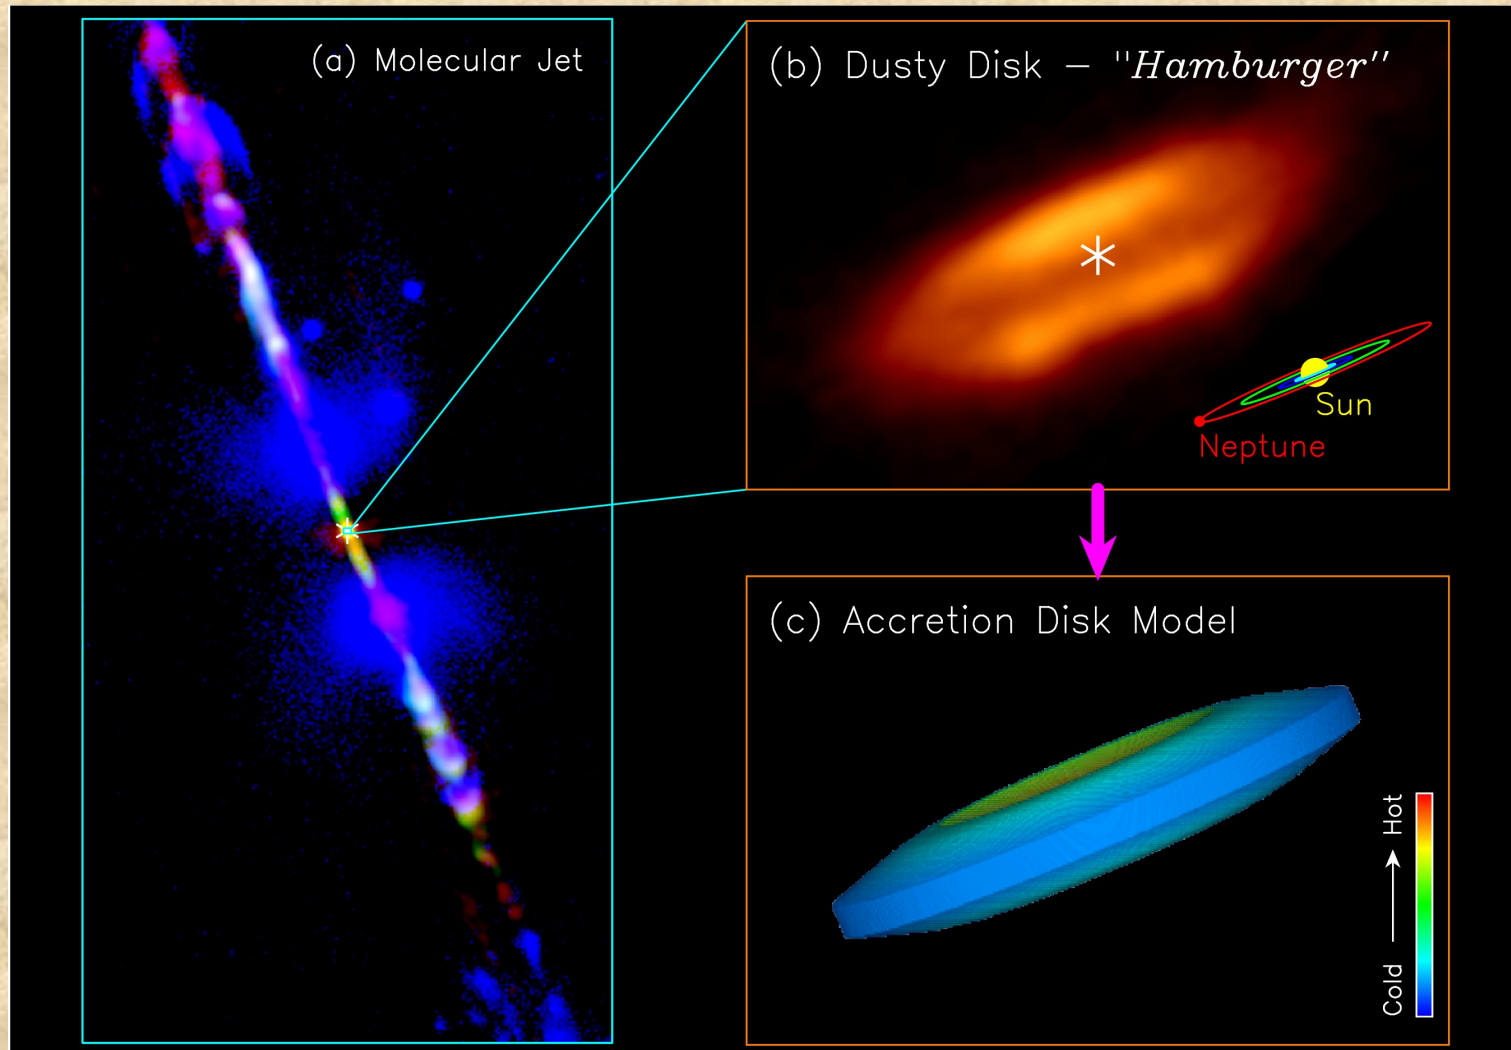 (a) Molecular Jet
(b) Dusty Disk – "Hamburger"
Sun
Neptune
(c) Accretion Disk Model
Hot
Cold